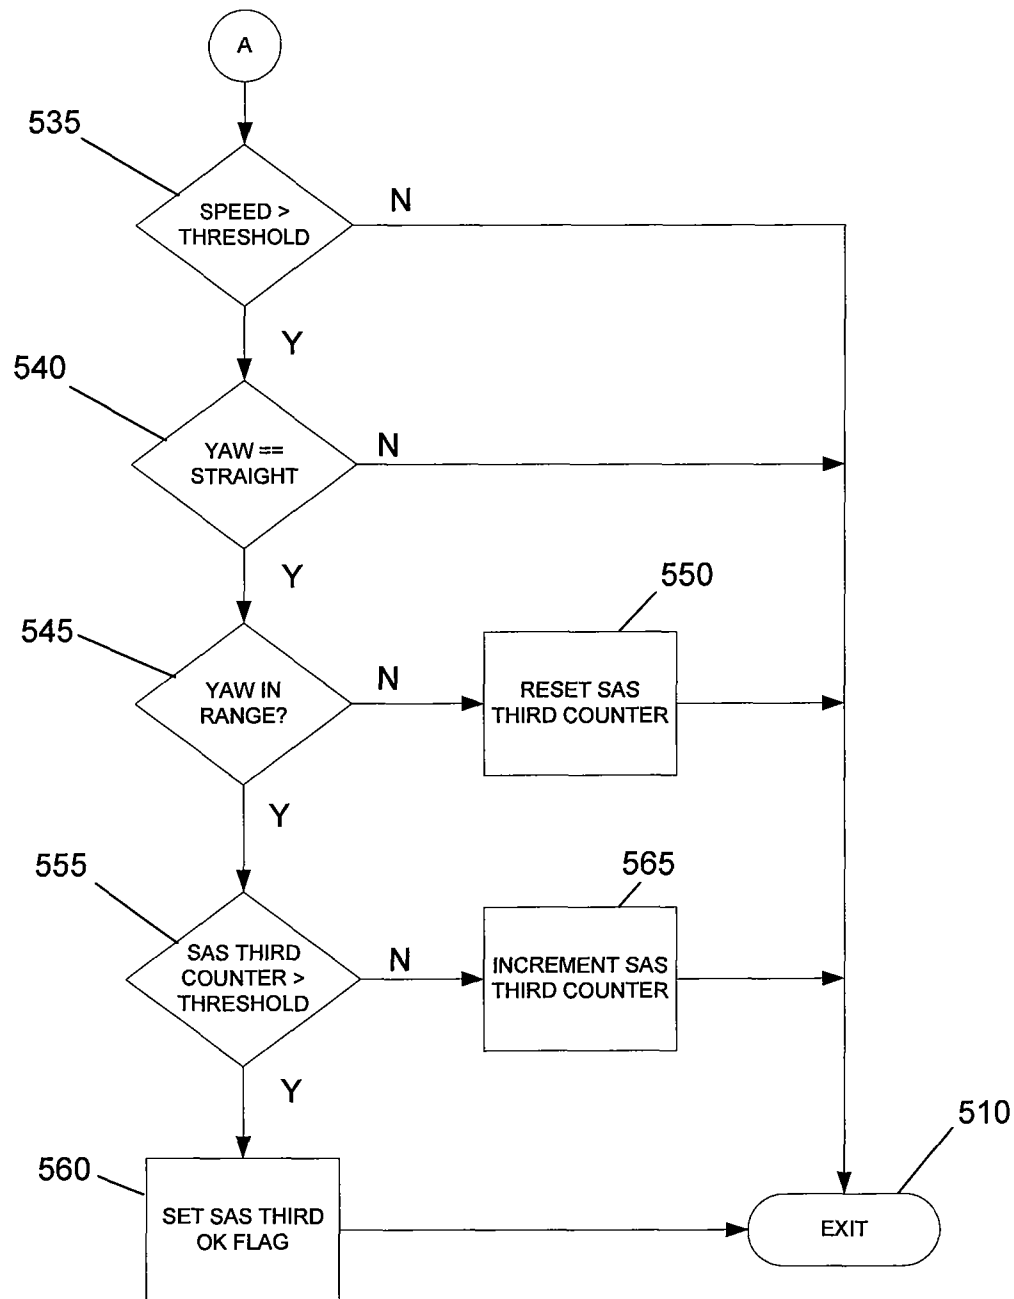 A
535
SPEED >
THRESHOLD
N
Y
540
YAW ==
STRAIGHT
N
Y
545
YAW IN
RANGE?
N
550
RESET SAS
THIRD COUNTER
Y
555
SAS THIRD
COUNTER >
THRESHOLD
N
565
INCREMENT SAS
THIRD COUNTER
Y
560
SET SAS THIRD
OK FLAG
510
EXIT